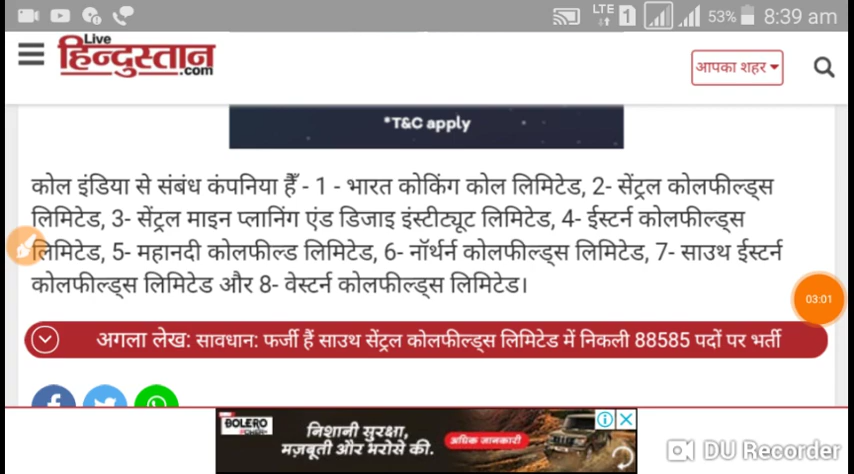 LTE 1 53% 8:39 am
Live
हिन्दुस्तान
.com
आपका शहर
*T&C apply
कोल इंडिया से संबंध कंपनिया हैं - 1 - भारत कोकिंग कोल लिमिटेड, 2- सेंट्रल कोलफील्ड्स
लिमिटेड, 3- सेंट्रल माइन प्लानिंग एंड डिजाइ इंस्टीट्यूट लिमिटेड, 4- ईस्टर्न कोलफील्ड्स
लिमिटेड, 5- महानदी कोलफील्ड लिमिटेड, 6- नॉर्थर्न कोलफील्ड्स लिमिटेड, 7- साउथ ईस्टर्न
कोलफील्ड्स लिमिटेड और 8- वेस्टर्न कोलफील्ड्स लिमिटेड।
03:01
अगला लेख: सावधान: फर्जी हैं साउथ सेंट्रल कोलफील्ड्स लिमिटेड में निकली 88585 पदों पर भर्ती
BOLERO
निशानी सुरक्षा,
मज़बूती और भरोसे की.
अधिक जानकारी
DU Recorder